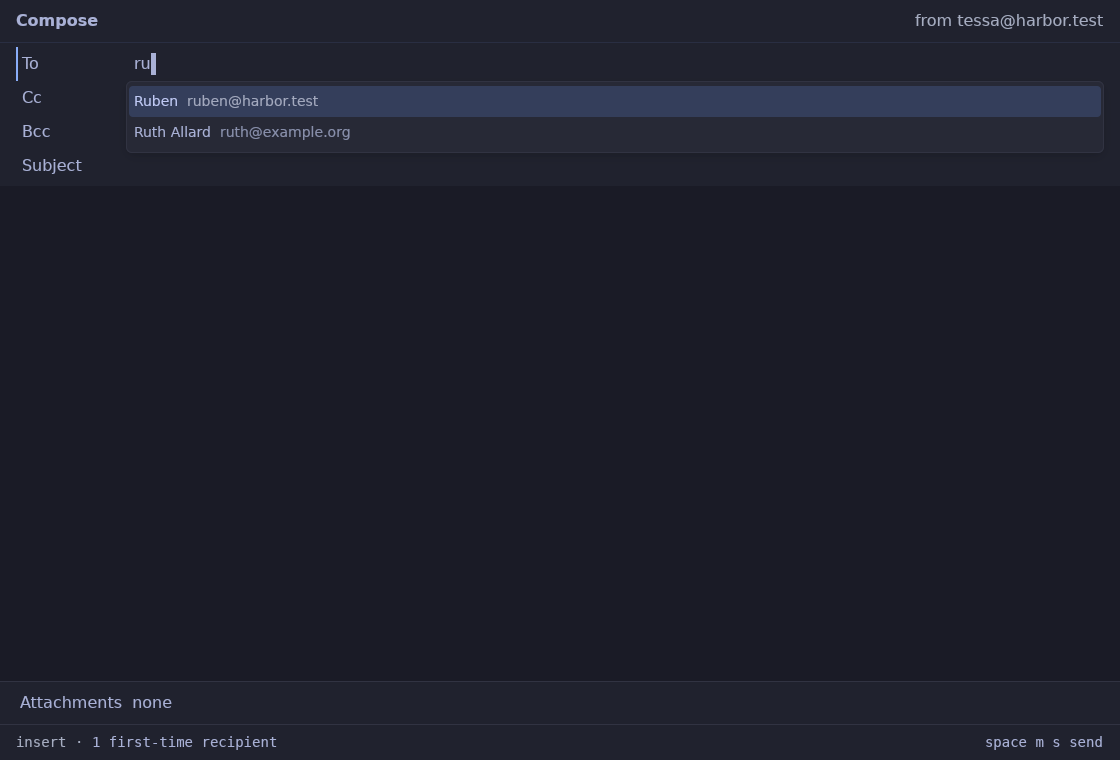 Compose from tessa@harbor.test
To ru
Cc
Ruben ruben@harbor.test
Bcc
Ruth Allard ruth@example.org
Subject
Attachments none
insert · 1 first-time recipient space m s send